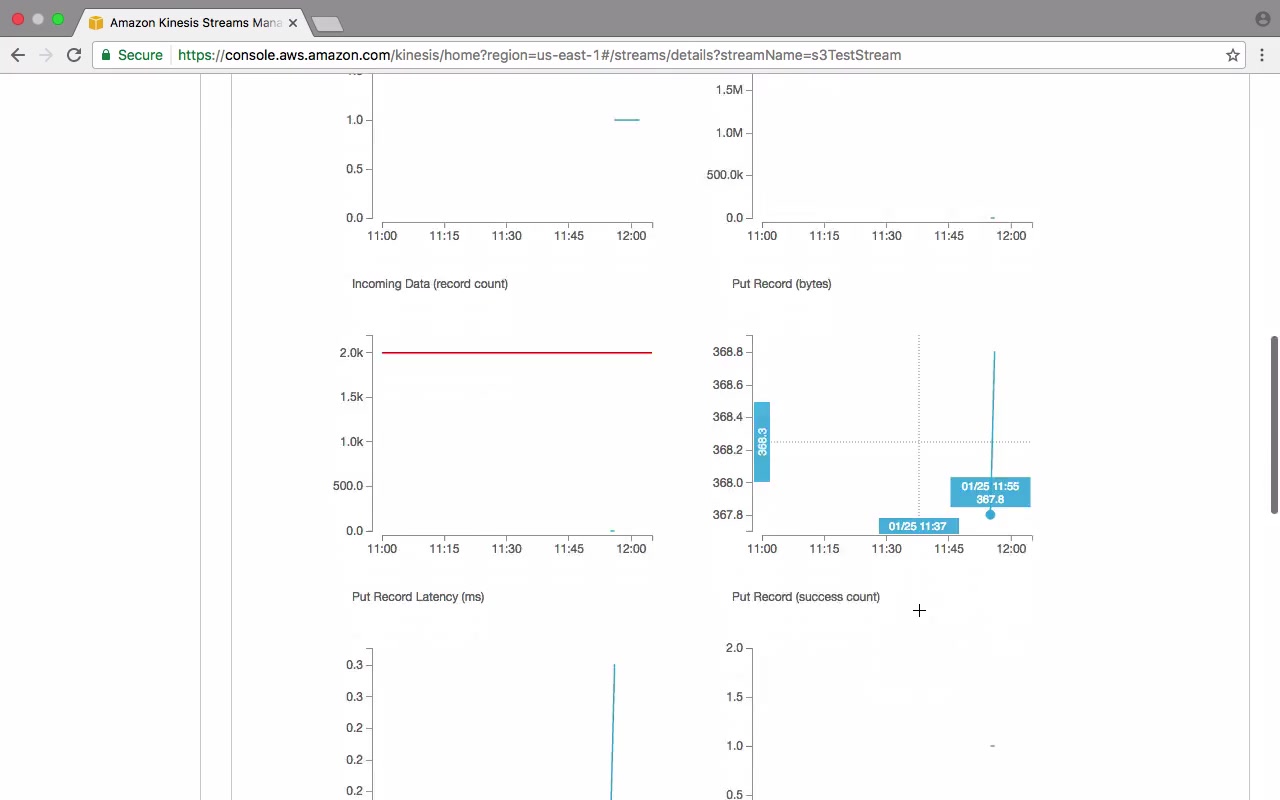 Amazon Kinesis Streams Mana
Secure https://console.aws.amazon.com/kinesis/home?region=us-east-1#/streams/details?streamName=s3TestStream
1.0
0.5
0.0
11:00 11:15 11:30 11:45 12:00
1.5M
1.0M
500.0k
0.0
11:00 11:15 11:30 11:45 12:00
Incoming Data (record count)
2.0k
1.5k
1.0k
500.0
0.0
11:00 11:15 11:30 11:45 12:00
Put Record (bytes)
368.8
368.6
368.4
368.2
368.0
367.8
368.3
01/25 11:55
367.8
01/25 11:37
11:00 11:15 11:30 11:45 12:00
Put Record Latency (ms)
0.3
0.3
0.2
0.2
0.2
Put Record (success count)
2.0
1.5
1.0
0.5